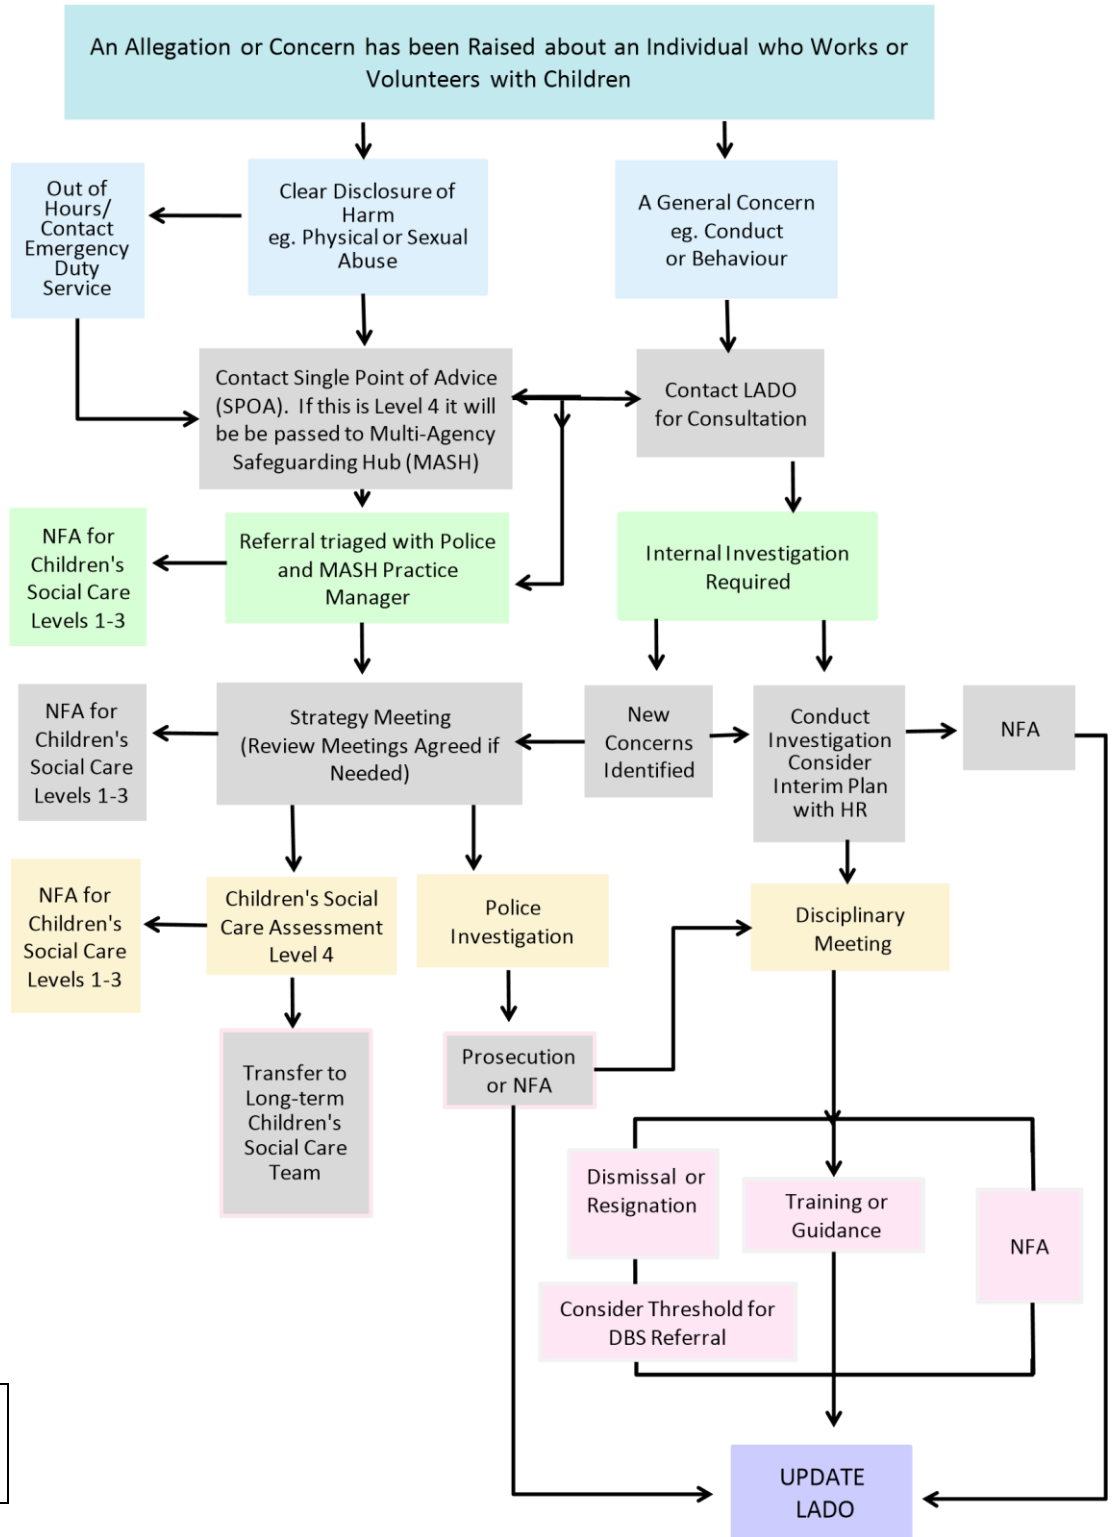 An Allegation or Concern has been Raised about an Individual who Works or
Volunteers with Children
Out of
Hours/
Contact
Emergency
Duty
Service
Clear Disclosure of
Harm
eg. Physical or Sexual
Abuse
A General Concern
eg. Conduct
or Behaviour
Contact Single Point of Advice
(SPOA). If this is Level 4 it will
be be passed to Multi-Agency
Safeguarding Hub (MASH)
Contact LADO
for Consultation
NFA for
Children's
Social Care
Levels 1-3
Referral triaged with Police
and MASH Practice
Manager
Internal Investigation
Required
NFA for
Children's
Social Care
Levels 1-3
Strategy Meeting
(Review Meetings Agreed if
Needed)
New
Concerns
Identified
Conduct
Investigation
Consider
Interim Plan
with HR
NFA
NFA for
Children's
Social Care
Levels 1-3
Children's Social
Care Assessment
Level 4
Police
Investigation
Disciplinary
Meeting
Transfer to
Long-term
Children's
Social Care
Team
Prosecution
or NFA
Dismissal or
Resignation
Training or
Guidance
NFA
Consider Threshold for
DBS Referral
UPDATE
LADO